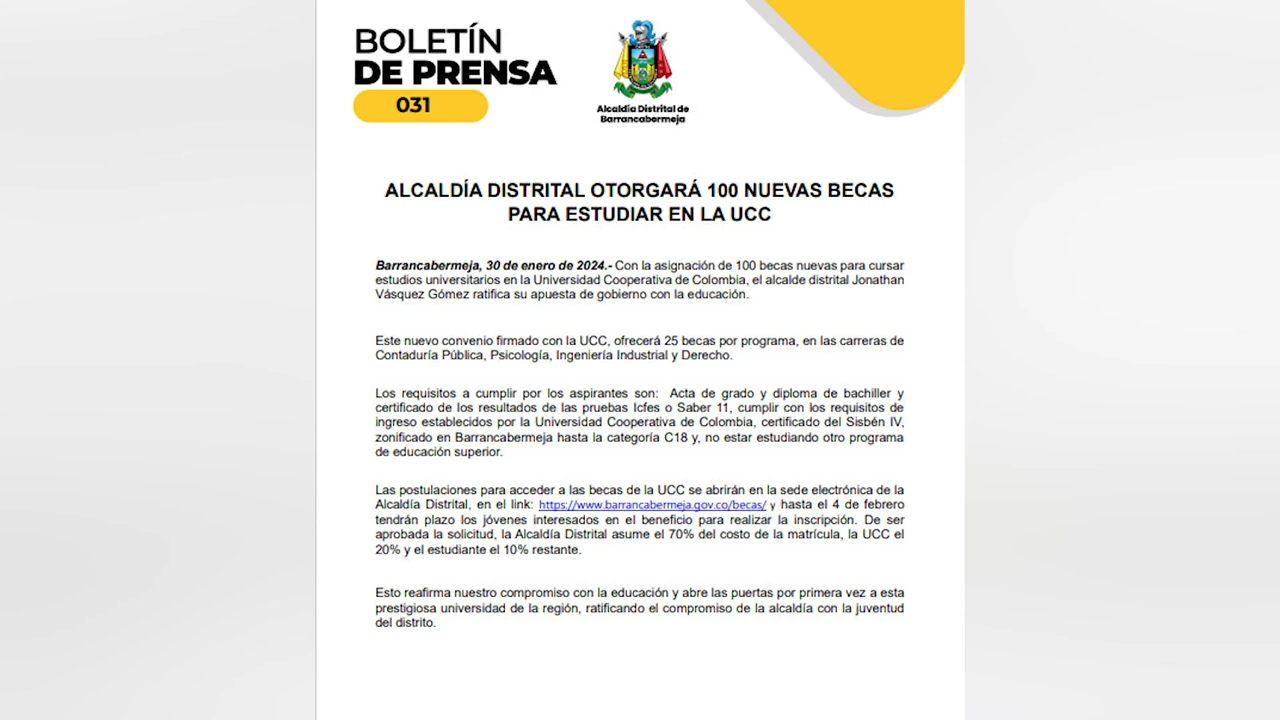 BOLETÍN
DE PRENSA
031
Alcaldía Distrital de
Barrancabermeja
ALCALDÍA DISTRITAL OTORGARÁ 100 NUEVAS BECAS
PARA ESTUDIAR EN LA UCC
Barrancabermeja, 30 de enero de 2024.- Con la asignación de 100 becas nuevas para cursar
estudios universitarios en la Universidad Cooperativa de Colombia, el alcalde distrital Jonathan
Vásquez Gómez ratifica su apuesta de gobierno con la educación.
Este nuevo convenio firmado con la UCC, ofrecerá 25 becas por programa, en las carreras de
Contaduría Pública, Psicología, Ingeniería Industrial y Derecho.
Los requisitos a cumplir por los aspirantes son: Acta de grado y diploma de bachiller y
certificado de los resultados de las pruebas Icfes o Saber 11, cumplir con los requisitos de
ingreso establecidos por la Universidad Cooperativa de Colombia, certificado del Sisbén IV,
zonificado en Barrancabermeja hasta la categoría C18 y, no estar estudiando otro programa
de educación superior.
Las postulaciones para acceder a las becas de la UCC se abrirán en la sede electrónica de la
Alcaldía Distrital, en el link: https://www.barrancabermeja.gov.co/becas/ y hasta el 4 de febrero
tendrán plazo los jóvenes interesados en el beneficio para realizar la inscripción. De ser
aprobada la solicitud, la Alcaldía Distrital asume el 70% del costo de la matrícula, la UCC el
20% y el estudiante el 10% restante.
Esto reafirma nuestro compromiso con la educación y abre las puertas por primera vez a esta
prestigiosa universidad de la región, ratificando el compromiso de la alcaldía con la juventud
del distrito.